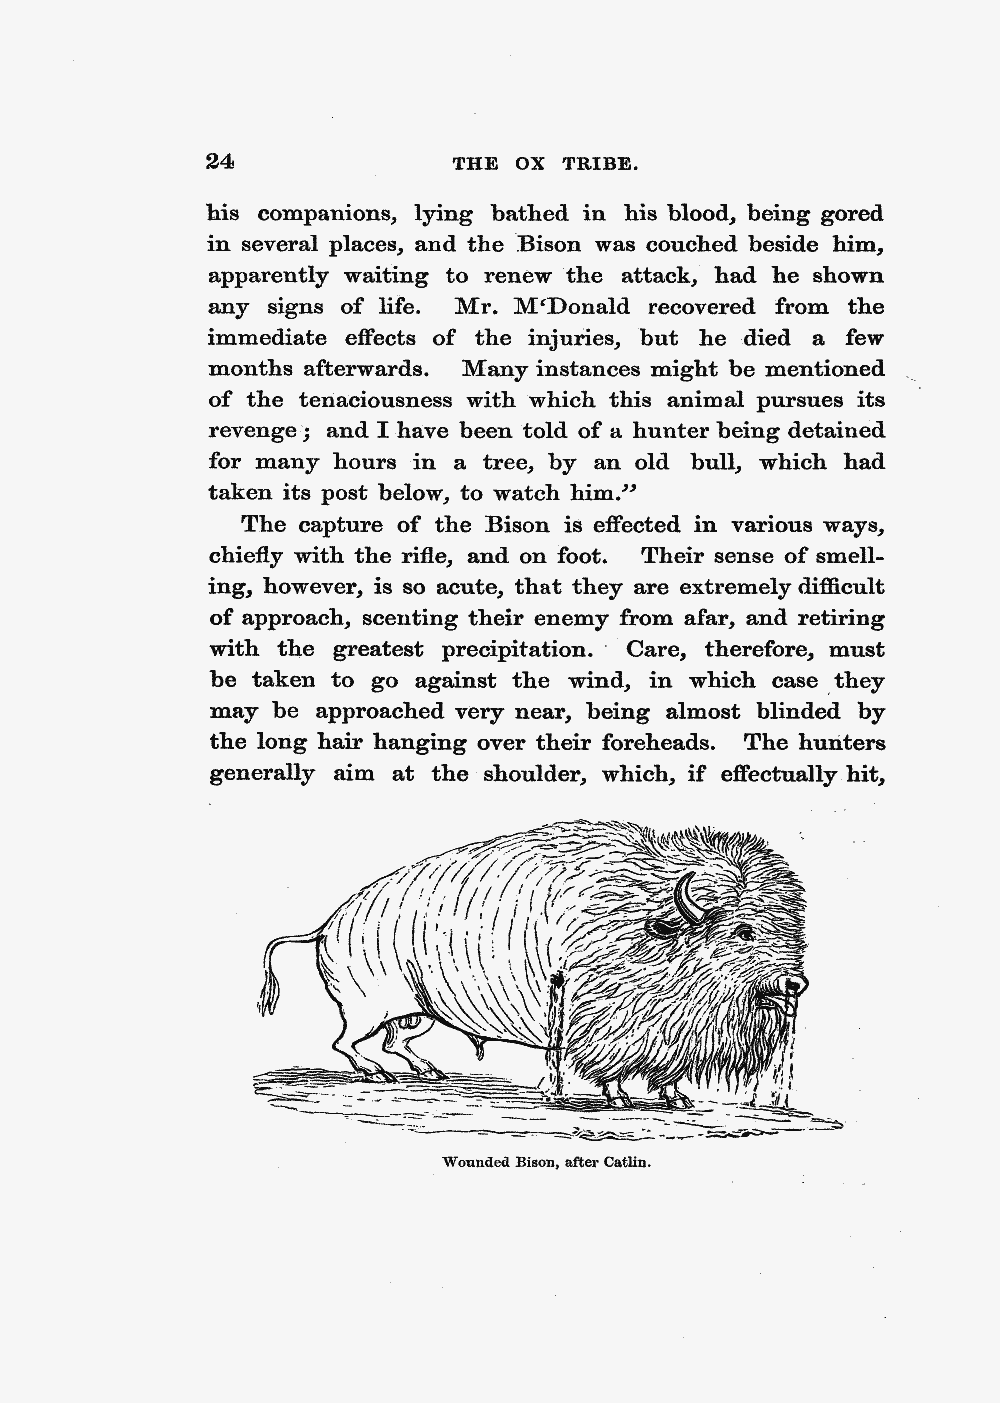 24 THE OX TRIBE.
his companions, lying bathed in his blood, being gored
in several places, and the Bison was couched beside him,
apparently waiting to renew the attack, had he shown
any signs of life. Mr. M‘Donald recovered from the
immediate effects of the injuries, but he died a few
months afterwards. Many instances might be mentioned
of the tenaciousness with which this animal pursues its
revenge; and I have been told of a hunter being detained
for many hours in a tree, by an old bull, which had
taken its post below, to watch him.”
The capture of the Bison is effected in various ways,
chiefly with the rifle, and on foot. Their sense of smell-
ing, however, is so acute, that they are extremely difficult
of approach, scenting their enemy from afar, and retiring
with the greatest precipitation. Care, therefore, must
be taken to go against the wind, in which case they
may be approached very near, being almost blinded by
the long hair hanging over their foreheads. The hunters
generally aim at the shoulder, which, if effectually hit,
Wounded Bison, after Catlin.